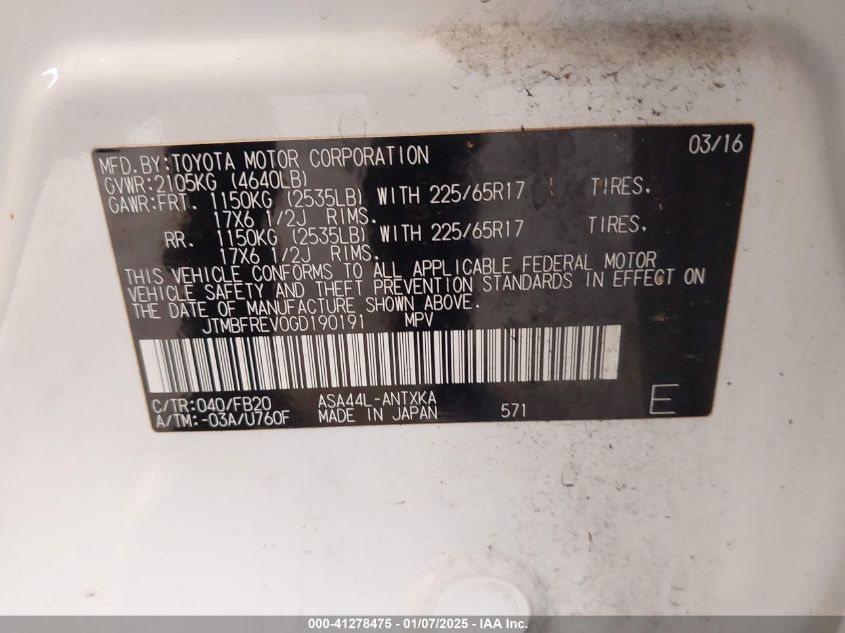 MFD.BY:TOYOTA MOTOR CORPORATION 03/16
GVWR:2105KG (4640LB)
GAWR:FRT. 1150KG (2535LB) WITH 225/65R17 TIRES.
17X6 1/2J RIMS.
RR. 1150KG (2535LB) WITH 225/65R17 TIRES.
17X6 1/2J RIMS.
THIS VEHICLE CONFORMS TO ALL APPLICABLE FEDERAL MOTOR
VEHICLE SAFETY AND THEFT PREVENTION STANDARDS IN EFFECT ON
THE DATE OF MANUFACTURE SHOWN ABOVE.
JTMBFREV0GD190191 MPV
C/TR:040/FB20 ASA44L-ANTXKA
A/TM:-03A/U760F MADE IN JAPAN 571 E
000-41278475 - 01/07/2025 - IAA Inc.